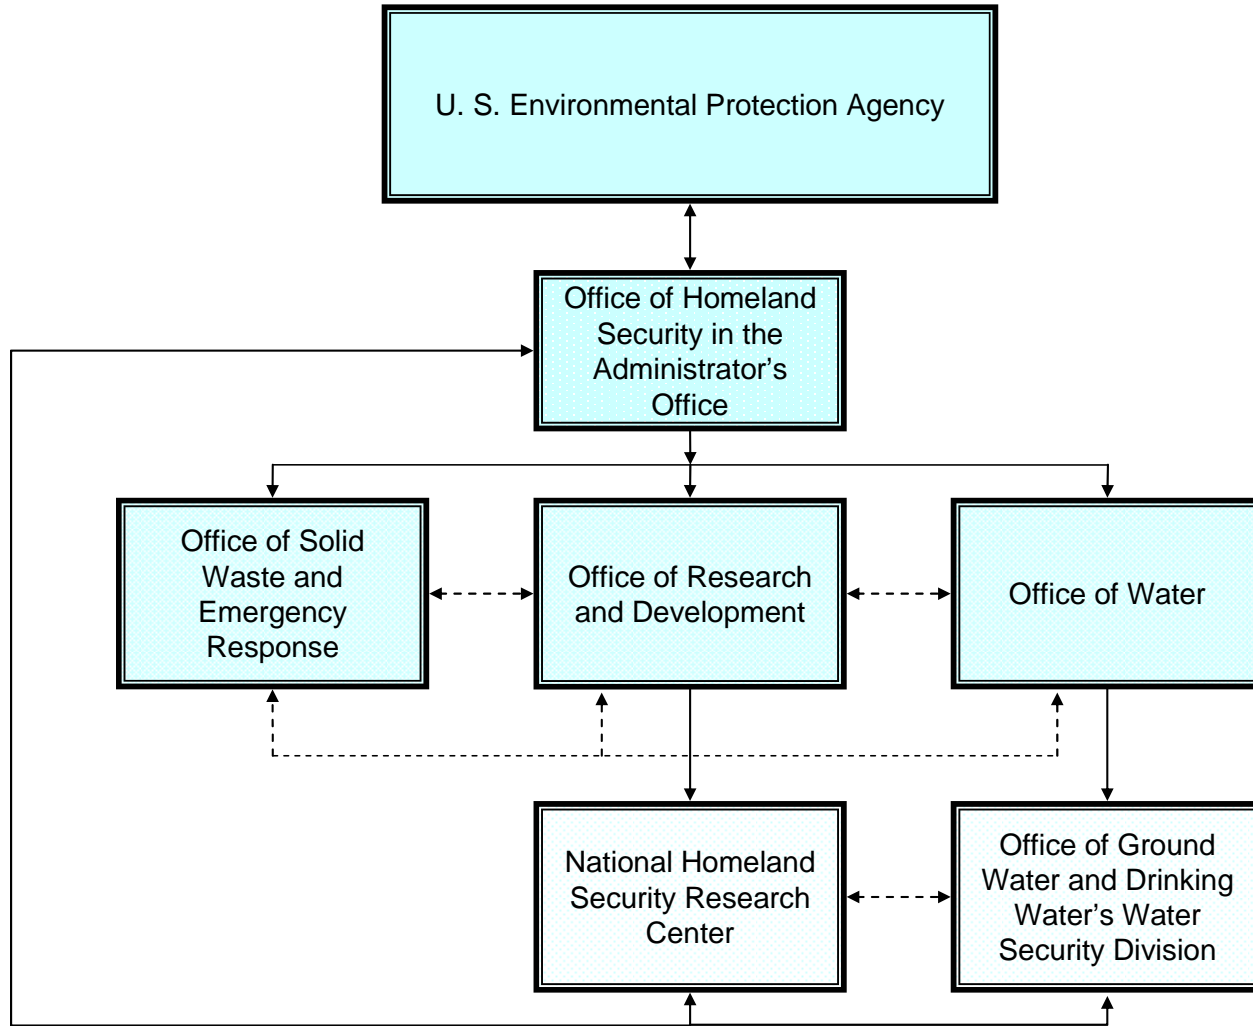 U. S. Environmental Protection Agency
Office of Homeland
Security in the
Administrator’s
Office
Office of Solid
Waste and
Emergency
Response
Office of Research
and Development
Office of Water
National Homeland
Security Research
Center
Office of Ground
Water and Drinking
Water’s Water
Security Division